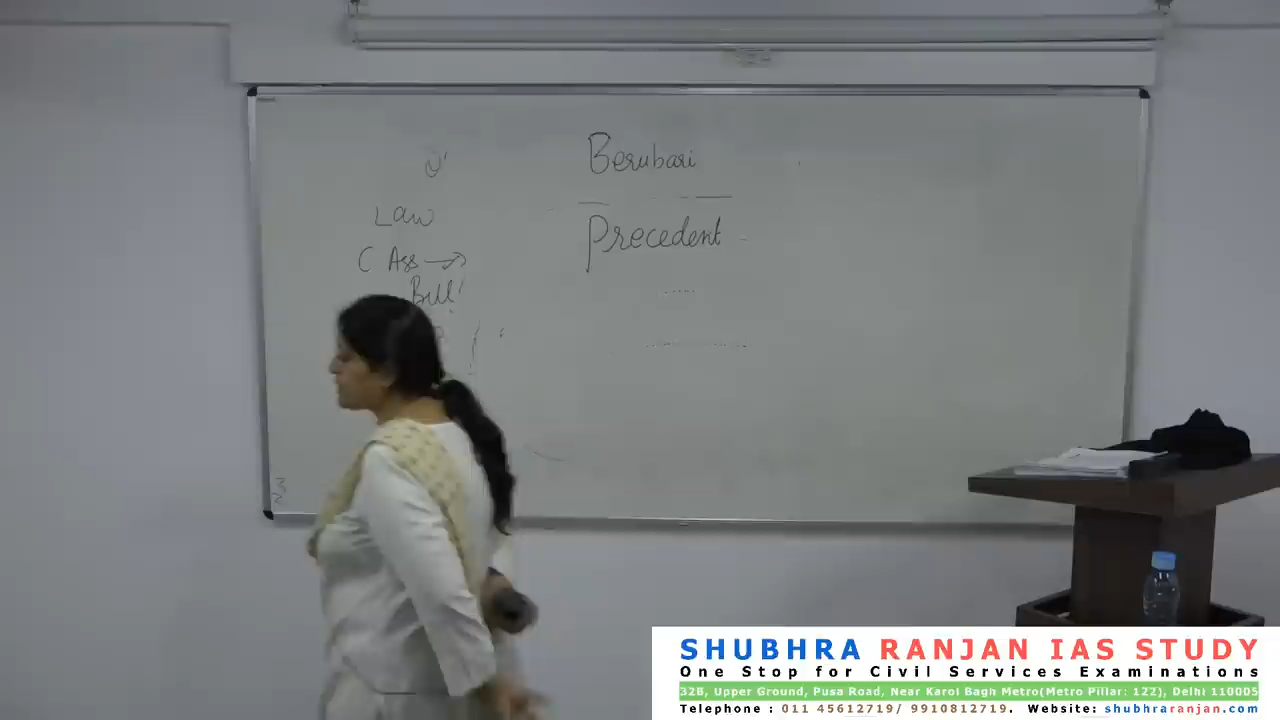 Berubari
Law
Precedent
C Ass →
Bill
SHUBHRA RANJAN IAS STUDY
One Stop for Civil Services Examinations
32B, Upper Ground, Pusa Road, Near Karol Bagh Metro(Metro Pillar: 122), Delhi 110005
Telephone : 011 45612719/ 9910812719. Website: shubhraranjan.com